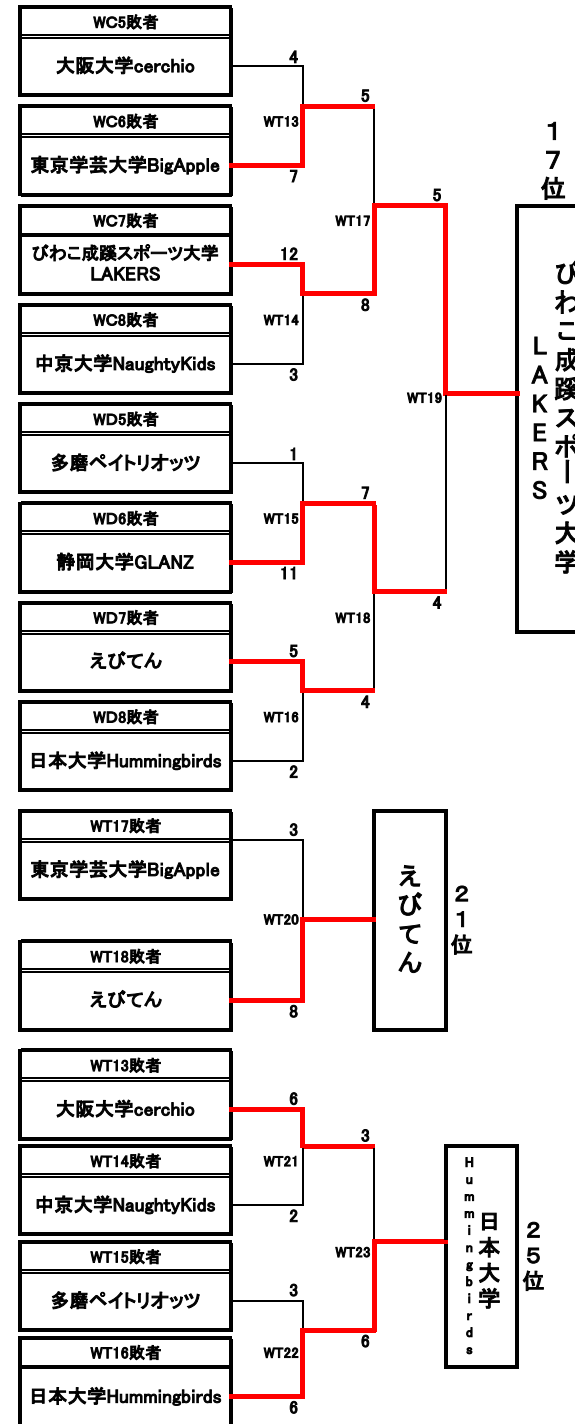 WC5敗者
大阪大学cerchio
4
5
WC6敗者
WT13
東京学芸大学BigApple
7
17位
WC7敗者
5
びわこ成蹊スポーツ大学
LAKERS
12
WT17
8
WC8敗者
WT14
中京大学NaughtyKids
3
びわこ成蹊スポーツ大学
LAKERS
WT19
WD5敗者
多磨ペイトリオッツ
1
7
WD6敗者
WT15
静岡大学GLANZ
11
4
WD7敗者
WT18
えびてん
5
4
WD8敗者
WT16
日本大学Hummingbirds
2
WT17敗者
3
東京学芸大学BigApple
えびてん
21位
WT20
WT18敗者
えびてん
8
WT13敗者
大阪大学cerchio
6
3
WT14敗者
WT21
中京大学NaughtyKids
2
日本大学
Hummingbirds
25位
WT15敗者
WT23
多磨ペイトリオッツ
3
6
WT16敗者
WT22
日本大学Hummingbirds
6